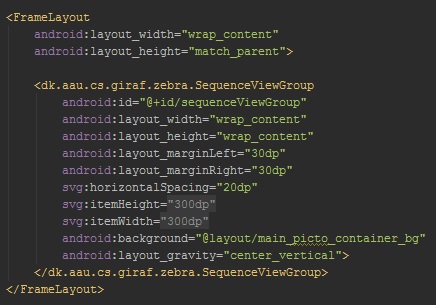 <FrameLayout
android:layout_width="wrap_content"
android:layout_height="match_parent">
<dk.aau.cs.giraf.zebra.SequenceViewGroup
android:id="@+id/sequenceViewGroup"
android:layout_width="wrap_content"
android:layout_height="wrap_content"
android:layout_marginLeft="30dp"
android:layout_marginRight="30dp"
svg:horizontalSpacing="20dp"
svg:itemHeight="300dp"
svg:itemWidth="300dp"
android:background="@layout/main_picto_container_bg"
android:layout_gravity="center_vertical">
</dk.aau.cs.giraf.zebra.SequenceViewGroup>
</FrameLayout>